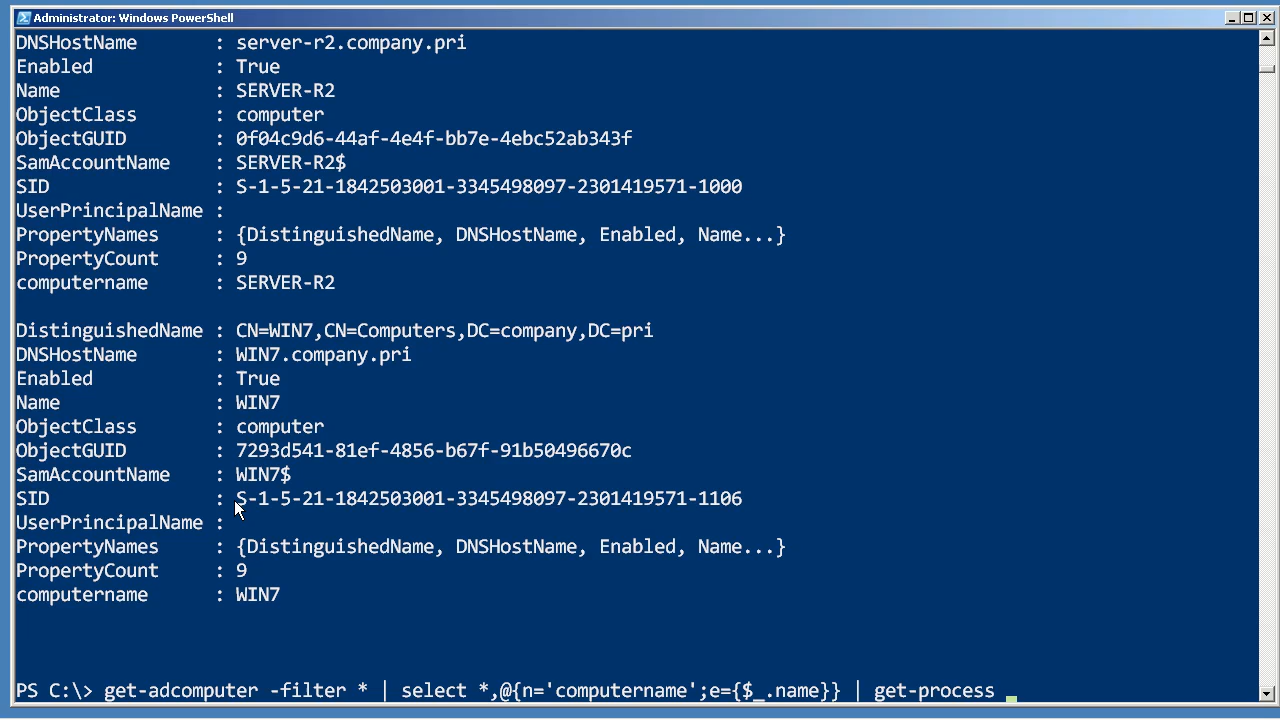 Administrator: Windows PowerShell
DNSHostName       : server-r2.company.pri
Enabled           : True
Name              : SERVER-R2
ObjectClass       : computer
ObjectGUID        : 0f04c9d6-44af-4e4f-bb7e-4ebc52ab343f
SamAccountName    : SERVER-R2$
SID               : S-1-5-21-1842503001-3345498097-2301419571-1000
UserPrincipalName :
PropertyNames     : {DistinguishedName, DNSHostName, Enabled, Name...}
PropertyCount     : 9
computername      : SERVER-R2
DistinguishedName : CN=WIN7,CN=Computers,DC=company,DC=pri
DNSHostName       : WIN7.company.pri
Enabled           : True
Name              : WIN7
ObjectClass       : computer
ObjectGUID        : 7293d541-81ef-4856-b67f-91b50496670c
SamAccountName    : WIN7$
SID               : S-1-5-21-1842503001-3345498097-2301419571-1106
UserPrincipalName :
PropertyNames     : {DistinguishedName, DNSHostName, Enabled, Name...}
PropertyCount     : 9
computername      : WIN7
PS C:\> get-adcomputer -filter * | select *,@{n='computername';e={$_.name}} | get-process